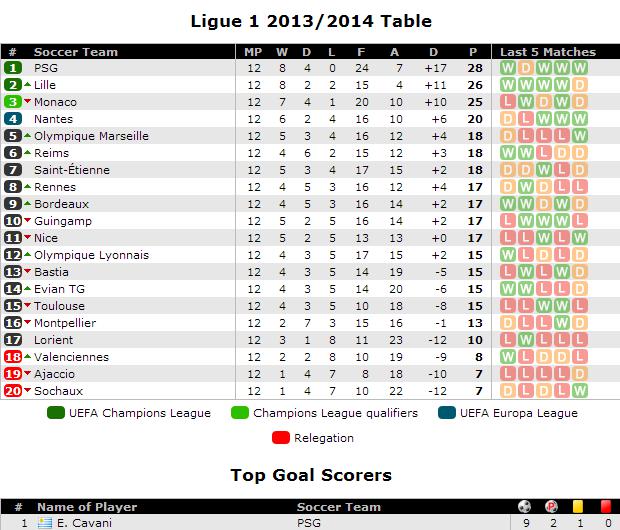 Ligue 1 2013/2014 Table
# Soccer Team MP W D L F A D P Last 5 Matches
1 PSG 12 8 4 0 24 7 +17 28 W D W W W
2 Lille 12 8 2 2 15 4 +11 26 W W W W D
3 Monaco 12 7 4 1 20 10 +10 25 L W D W D
4 Nantes 12 6 2 4 16 10 +6 20 D L W W W
5 Olympique Marseille 12 5 3 4 16 12 +4 18 D L L L W
6 Reims 12 4 6 2 15 12 +3 18 W W L D D
7 Saint-Étienne 12 5 3 4 17 15 +2 18 D D W L D
8 Rennes 12 4 5 3 16 12 +4 17 D W D L L
9 Bordeaux 12 4 5 3 16 14 +2 17 W W D W D
10 Guingamp 12 5 2 5 16 14 +2 17 L W W W L
11 Nice 12 5 2 5 13 13 +0 17 L L W L W
12 Olympique Lyonnais 12 4 3 5 17 15 +2 15 W L D L D
13 Bastia 12 4 3 5 14 19 -5 15 L W L L D
14 Evian TG 12 4 3 5 14 20 -6 15 W W L L D
15 Toulouse 12 4 3 5 10 18 -8 15 L L W W L
16 Montpellier 12 2 7 3 15 16 -1 13 D L D W D
17 Lorient 12 3 1 8 11 23 -12 10 L W L L L
18 Valenciennes 12 2 2 8 10 19 -9 8 W L D D L
19 Ajaccio 12 1 4 7 8 18 -10 7 L L L L D
20 Sochaux 12 1 4 7 10 22 -12 7 D L D L W
UEFA Champions League Champions League qualifiers UEFA Europa League
Relegation
Top Goal Scorers
# Name of Player Soccer Team
1 E. Cavani PSG 9 2 1 0